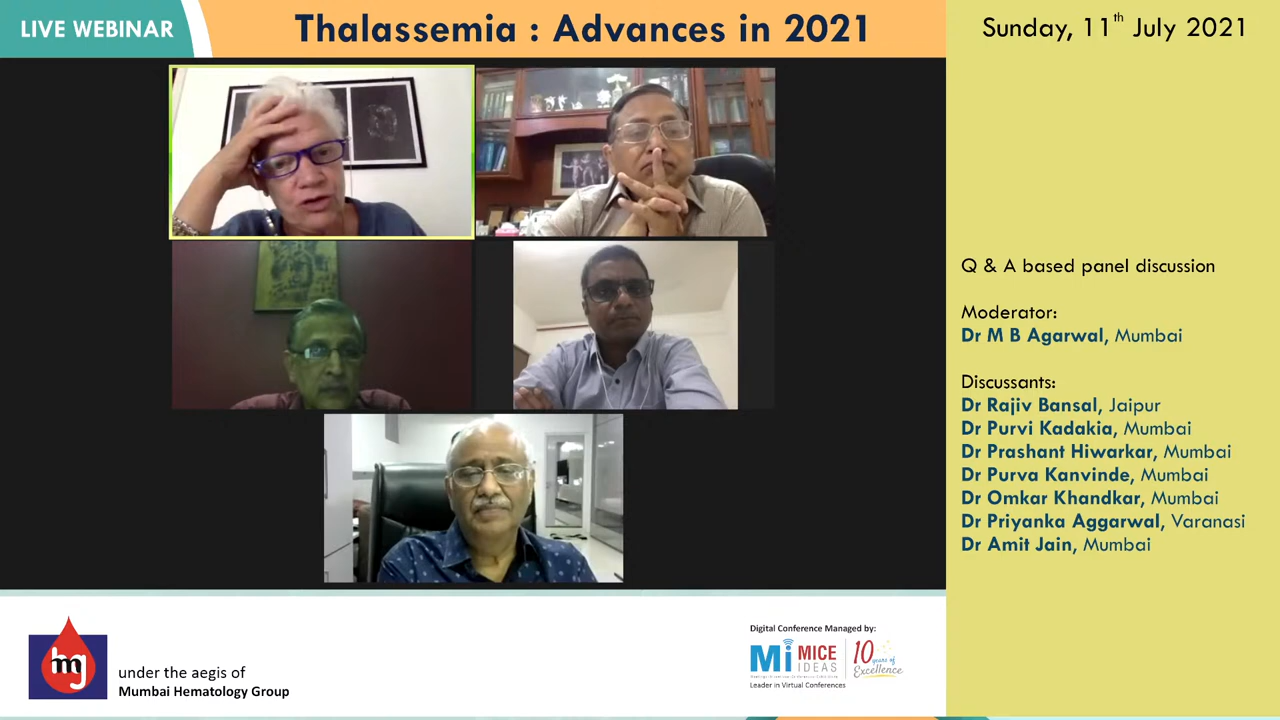 LIVE WEBINAR
Thalassemia : Advances in 2021
Sunday, 11th July 2021
Q & A based panel discussion
Moderator:
Dr M B Agarwal, Mumbai
Discussants:
Dr Rajiv Bansal, Jaipur
Dr Purvi Kadakia, Mumbai
Dr Prashant Hiwarkar, Mumbai
Dr Purva Kanvinde, Mumbai
Dr Omkar Khandkar, Mumbai
Dr Priyanka Aggarwal, Varanasi
Dr Amit Jain, Mumbai
mg
under the aegis of
Mumbai Hematology Group
Digital Conference Managed by:
Mi MICE
IDEAS
10 years of
Excellence
Leader in Virtual Conferences